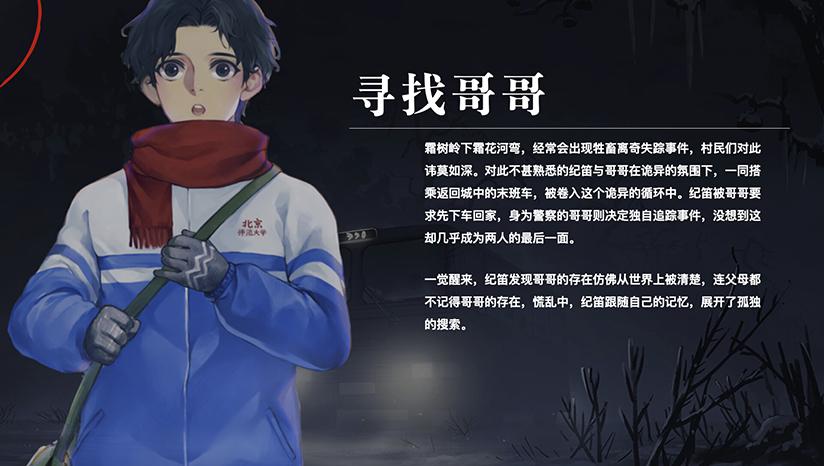 寻找哥哥
霜树岭下霜花河弯，经常会出现牲畜离奇失踪事件，村民们对此
讳莫如深。对此不甚熟悉的纪笛与哥哥在诡异的氛围下，一同搭
乘返回城中的末班车，被卷入这个诡异的循环中。纪笛被哥哥要
求先下车回家，身为警察的哥哥则决定独自追踪事件，没想到这
却几乎成为两人的最后一面。
一觉醒来，纪笛发现哥哥的存在仿佛从世界上被清楚，连父母都
不记得哥哥的存在，慌乱中，纪笛跟随自己的记忆，展开了孤独
的搜索。
北京
师范大学